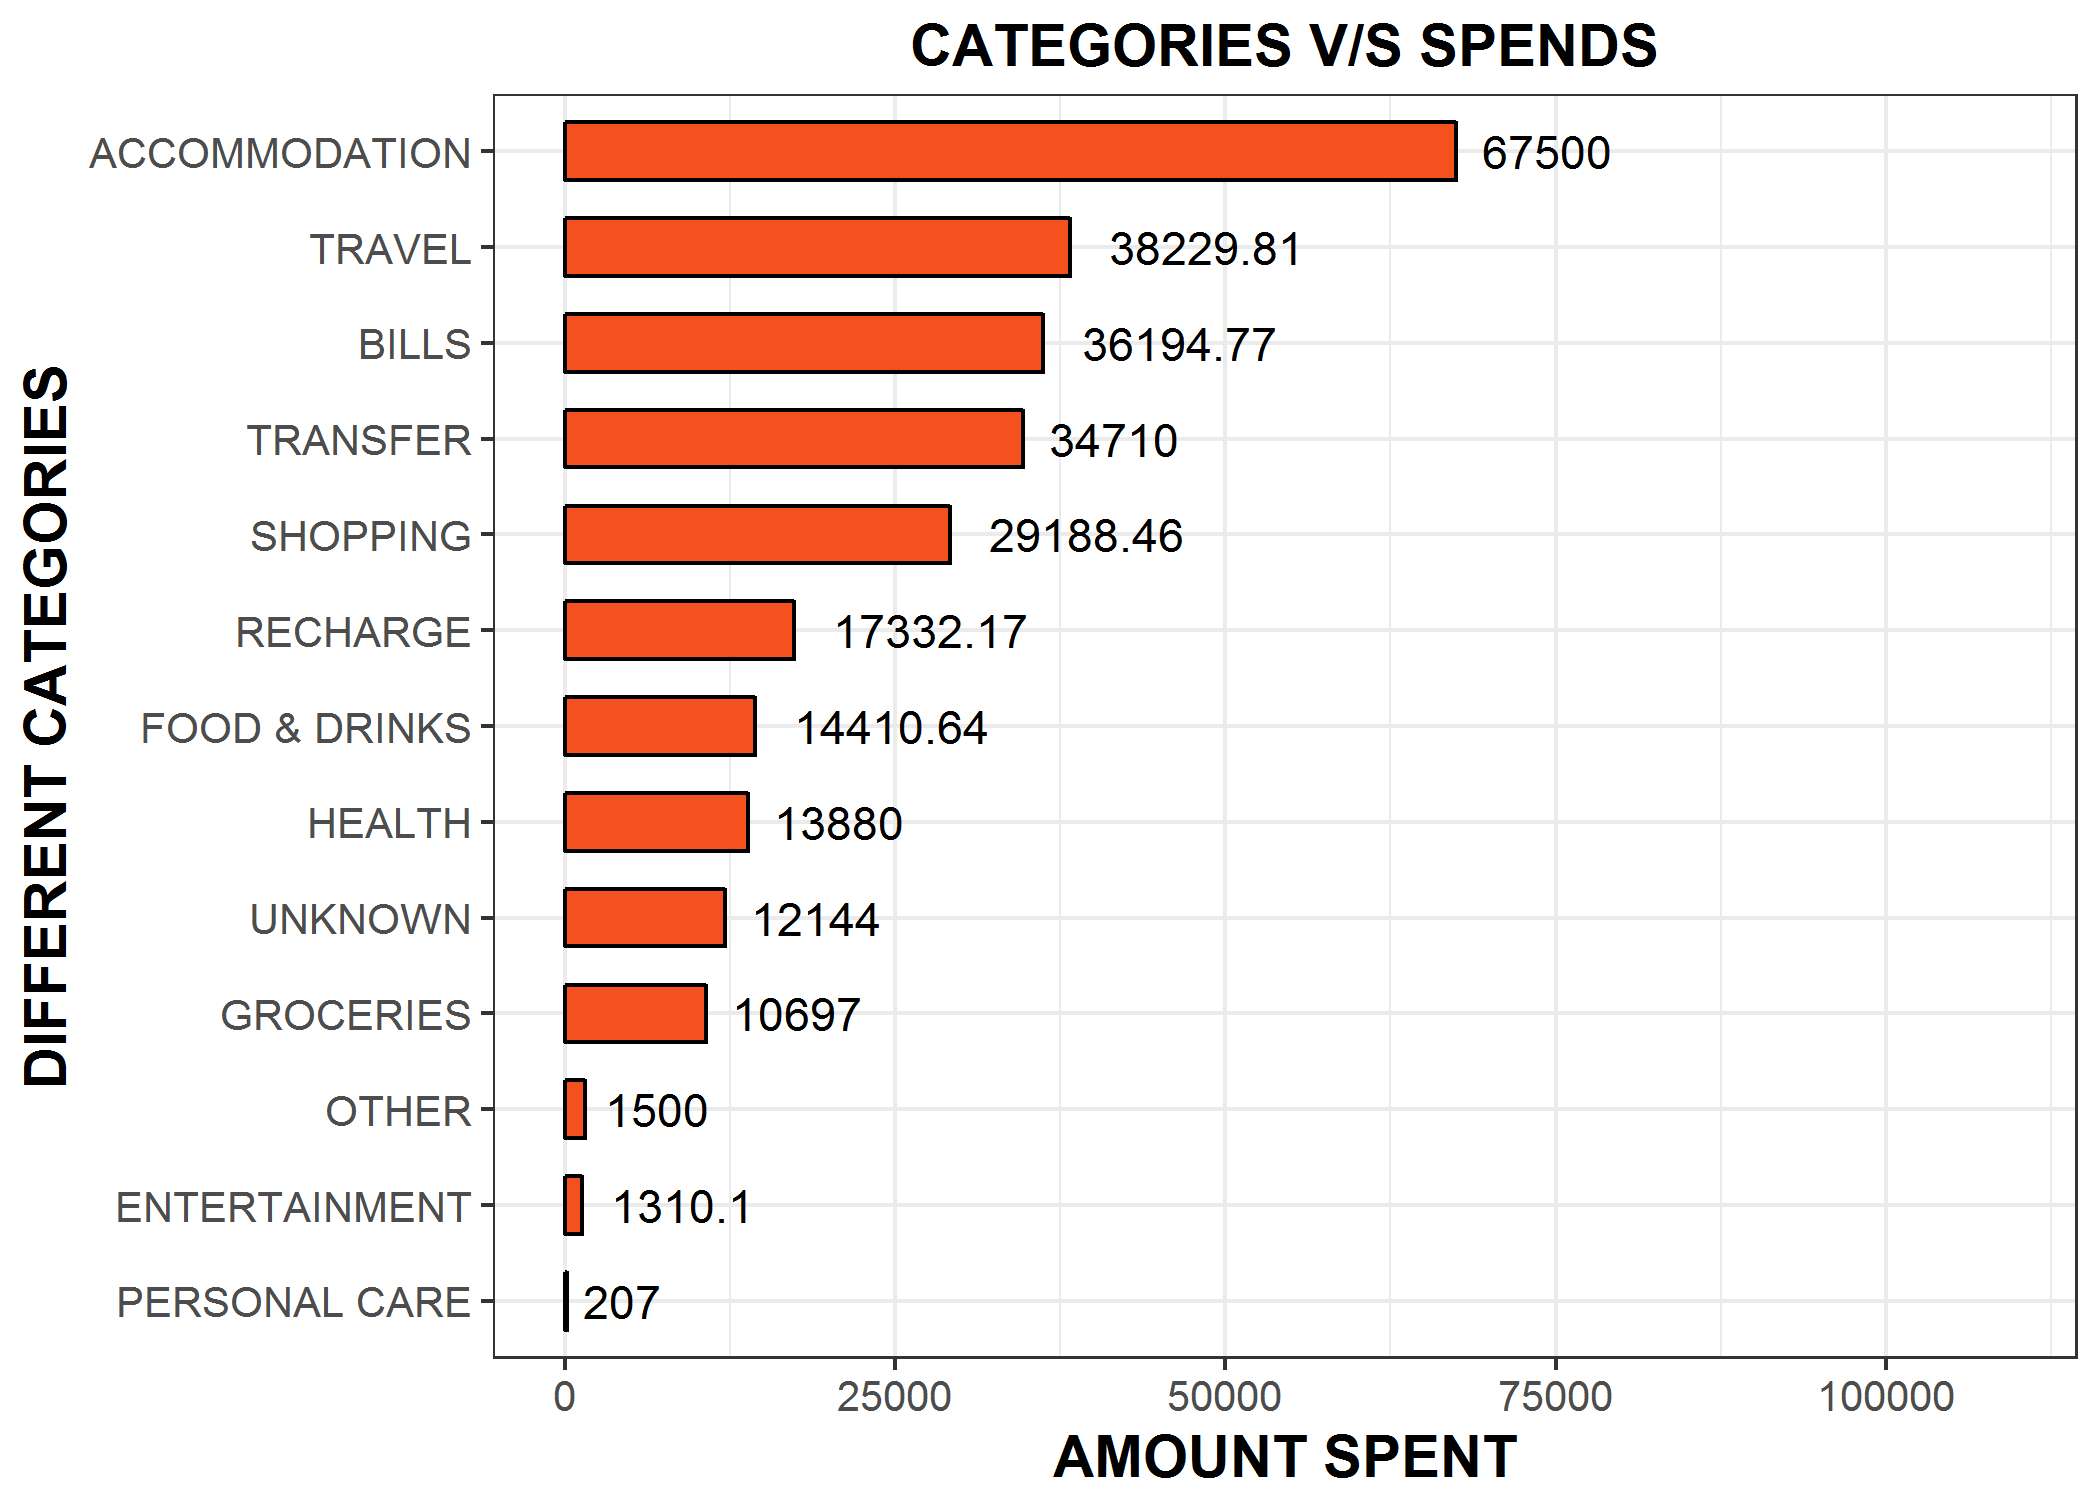 CATEGORIES V/S SPENDS
DIFFERENT CATEGORIES
ACCOMMODATION 67500
TRAVEL 38229.81
BILLS 36194.77
TRANSFER 34710
SHOPPING 29188.46
RECHARGE 17332.17
FOOD & DRINKS 14410.64
HEALTH 13880
UNKNOWN 12144
GROCERIES 10697
OTHER 1500
ENTERTAINMENT 1310.1
PERSONAL CARE 207
0 25000 50000 75000 100000
AMOUNT SPENT